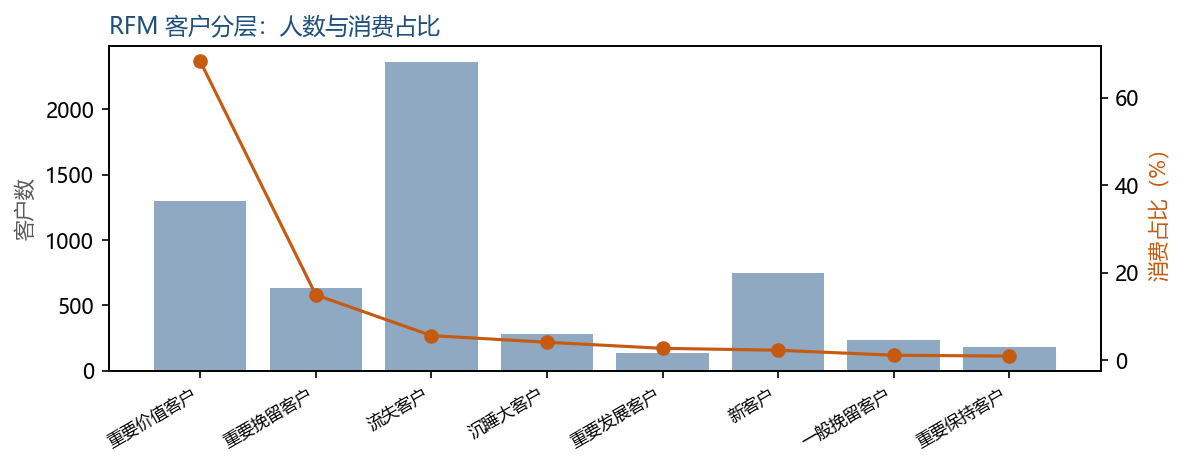 RFM 客户分层：人数与消费占比
客户数
2000
1500
1000
500
0
消费占比（%）
60
40
20
0
重要价值客户
重要挽留客户
流失客户
沉睡大客户
重要发展客户
新客户
一般挽留客户
重要保持客户